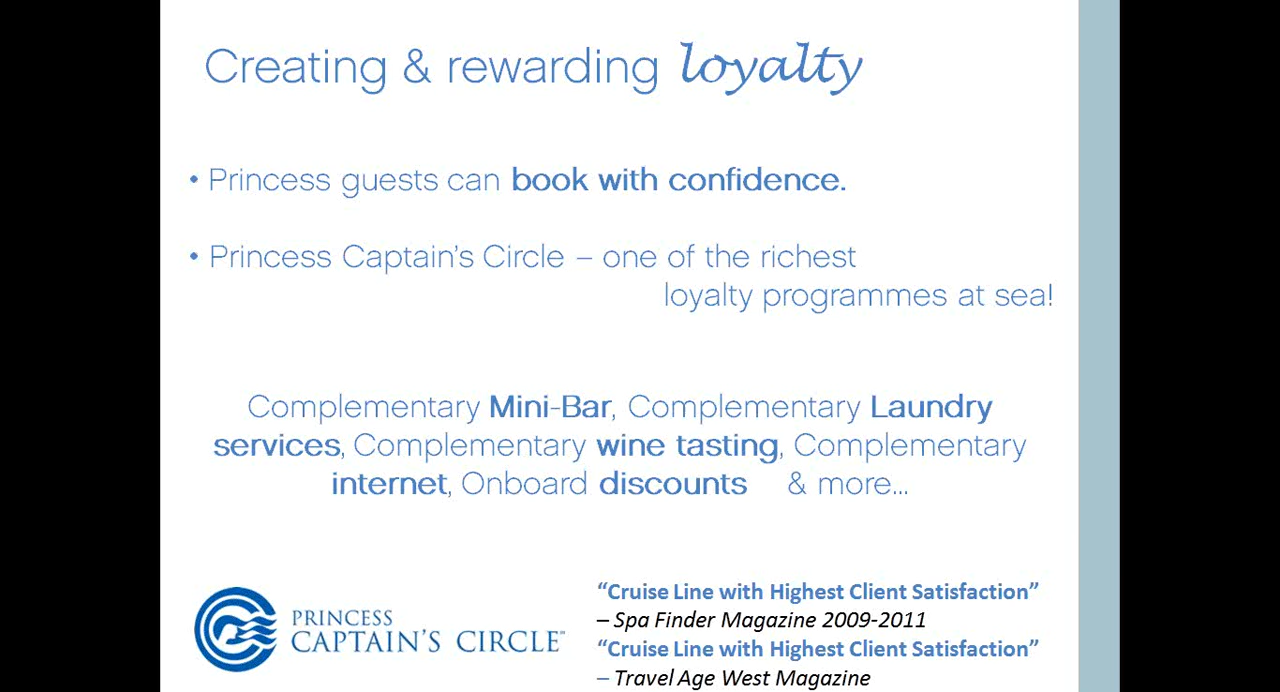 Creating & rewarding loyalty
• Princess guests can book with confidence.
• Princess Captain's Circle – one of the richest
loyalty programmes at sea!
Complementary Mini-Bar, Complementary Laundry
services, Complementary wine tasting, Complementary
internet, Onboard discounts & more...
PRINCESS
CAPTAIN'S CIRCLE™
“Cruise Line with Highest Client Satisfaction”
– Spa Finder Magazine 2009-2011
“Cruise Line with Highest Client Satisfaction”
– Travel Age West Magazine